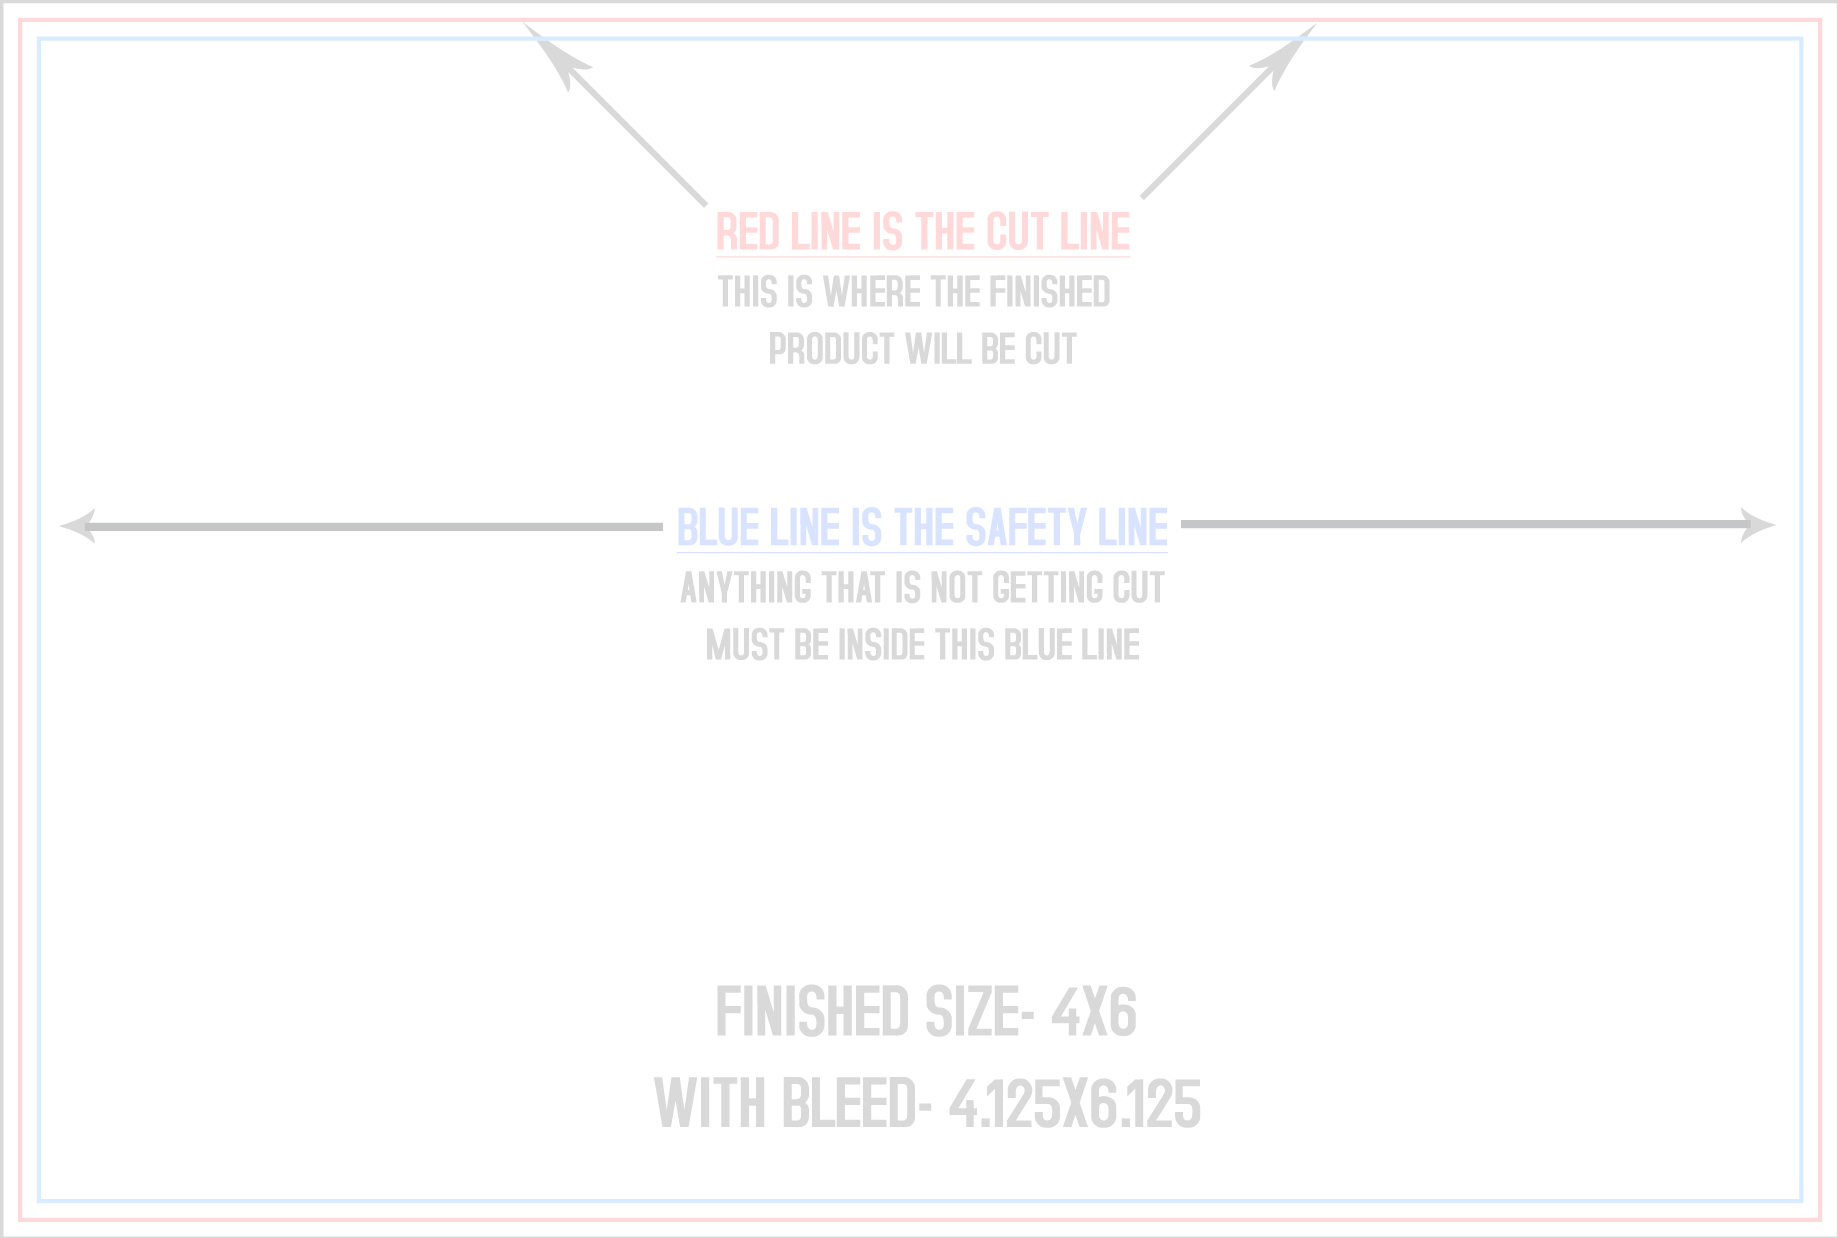 RED LINE IS THE CUT LINE
THIS IS WHERE THE FINISHED
PRODUCT WILL BE CUT
BLUE LINE IS THE SAFETY LINE
ANYTHING THAT IS NOT GETTING CUT
MUST BE INSIDE THIS BLUE LINE
FINISHED SIZE- 4X6
WITH BLEED- 4.125X6.125